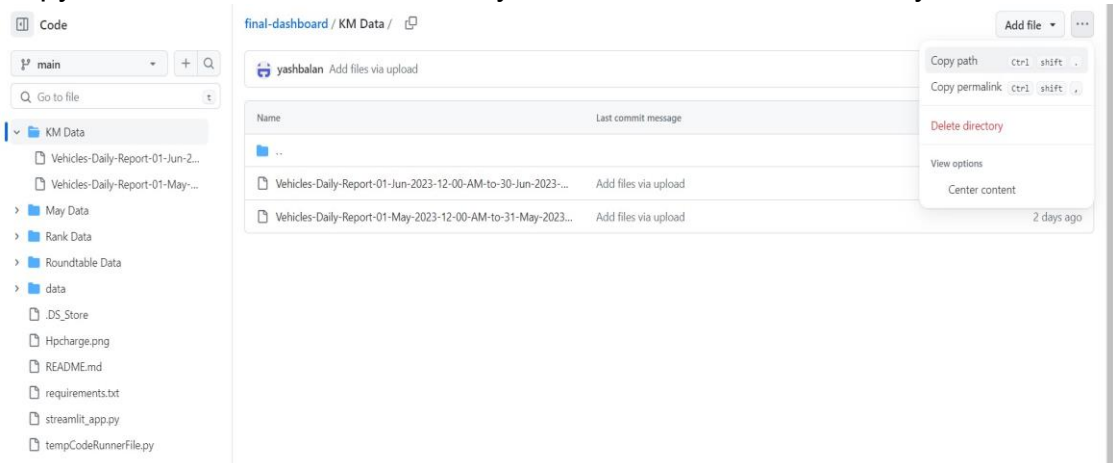 Code
main
Go to file
t
KM Data
Vehicles-Daily-Report-01-Jun-2...
Vehicles-Daily-Report-01-May-...
May Data
Rank Data
Roundtable Data
data
.DS_Store
Hpcharge.png
README.md
requirements.txt
streamlit_app.py
tempCodeRunnerFile.py
final-dashboard / KM Data /
Add file
yashbalan Add files via upload
Name Last commit message
..
Vehicles-Daily-Report-01-Jun-2023-12-00-AM-to-30-Jun-2023-... Add files via upload
Vehicles-Daily-Report-01-May-2023-12-00-AM-to-31-May-2023... Add files via upload 2 days ago
Copy path Ctrl shift .
Copy permalink Ctrl shift ,
Delete directory
View options
Center content